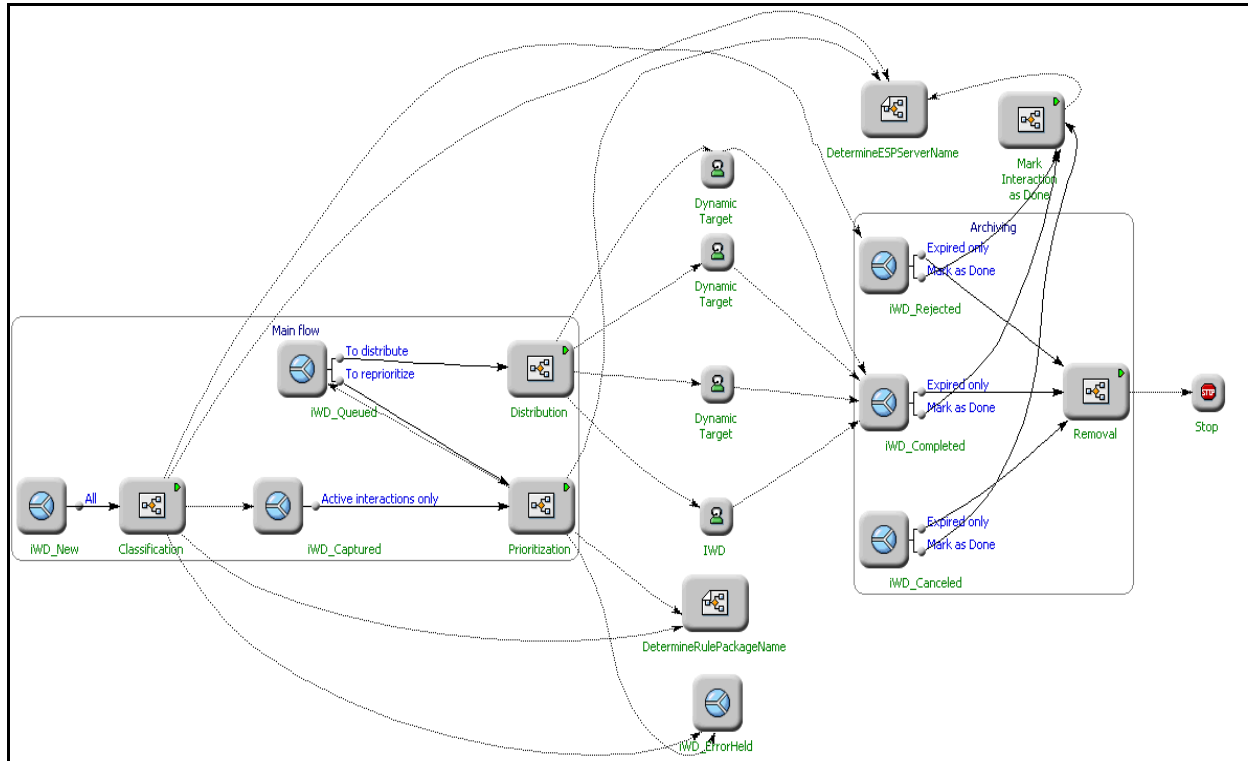 DetermineESPServerName
Mark
Interaction
as Done
Dynamic
Target
Archiving
Expired only
Mark as Done
iWD_Rejected
Dynamic
Target
Main flow
To distribute
To reprioritize
iWD_Queued
Distribution
Dynamic
Target
Expired only
Mark as Done
iWD_Completed
Removal
STOP
Stop
All
iWD_New
Classification
Active interactions only
iWD_Captured
Prioritization
IWD
Expired only
Mark as Done
iWD_Canceled
DetermineRulePackageName
iWD_ErrorHeld